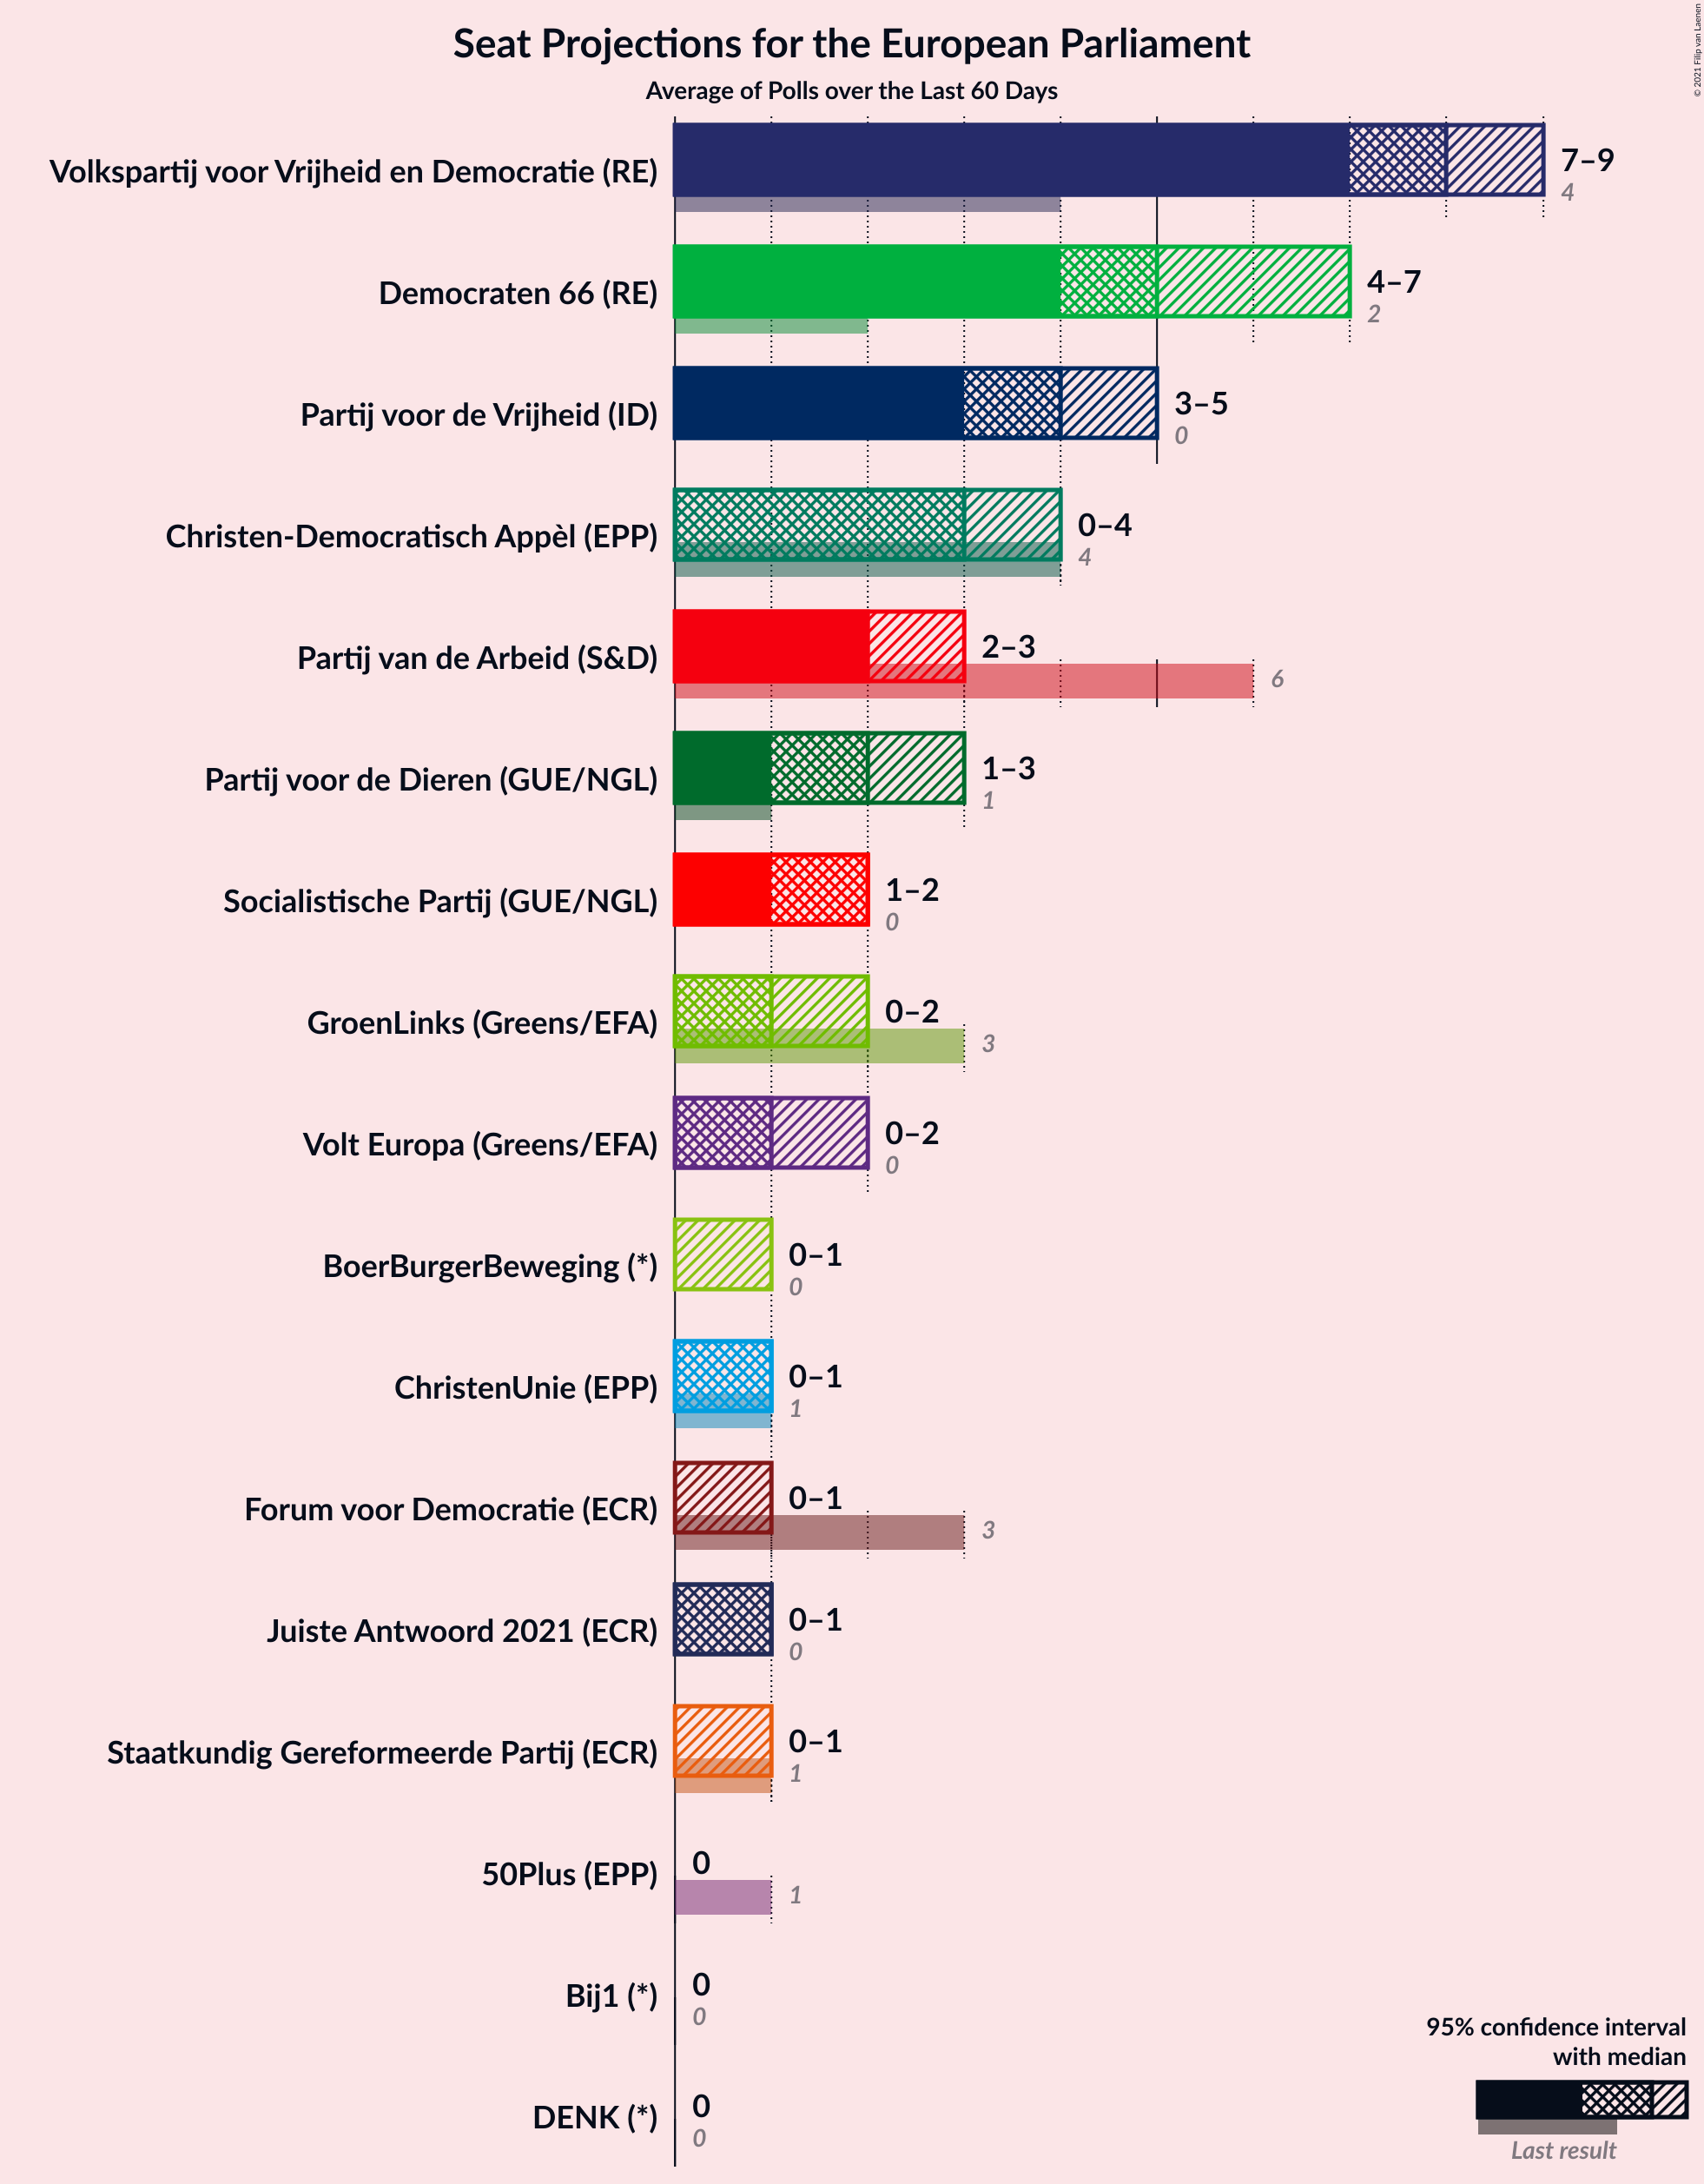 Seat Projections for the European Parliament
Average of Polls over the Last 60 Days
© 2021 Filip van Laenen
Volkspartij voor Vrijheid en Democratie (RE)
7–9
4
Democraten 66 (RE)
4–7
2
Partij voor de Vrijheid (ID)
3–5
0
Christen-Democratisch Appèl (EPP)
0–4
4
Partij van de Arbeid (S&D)
2–3
6
Partij voor de Dieren (GUE/NGL)
1–3
1
Socialistische Partij (GUE/NGL)
1–2
0
GroenLinks (Greens/EFA)
0–2
3
Volt Europa (Greens/EFA)
0–2
0
BoerBurgerBeweging (*)
0–1
0
ChristenUnie (EPP)
0–1
1
Forum voor Democratie (ECR)
0–1
3
Juiste Antwoord 2021 (ECR)
0–1
0
Staatkundig Gereformeerde Partij (ECR)
0–1
1
50Plus (EPP)
0
1
Bij1 (*)
0
0
DENK (*)
0
0
95% confidence interval
with median
Last result